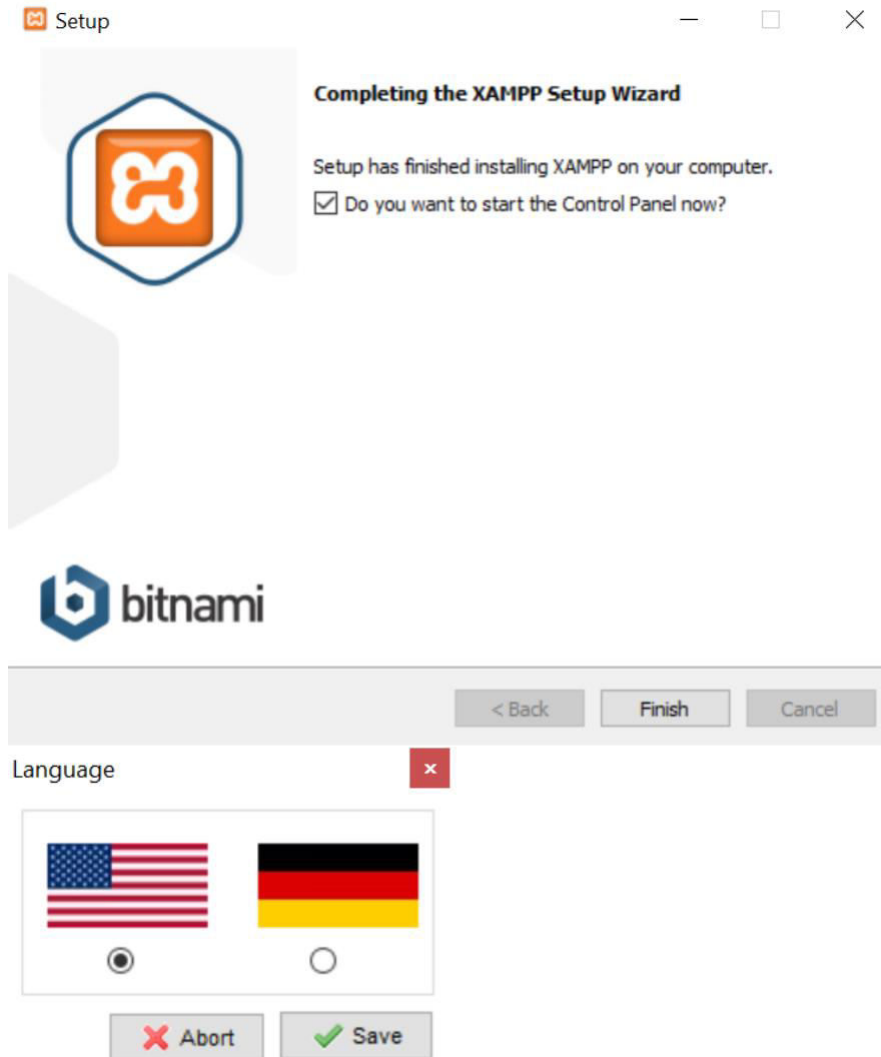 Setup
Completing the XAMPP Setup Wizard
Setup has finished installing XAMPP on your computer.
Do you want to start the Control Panel now?
bitnami
< Back
Finish
Cancel
Language
Abort
Save